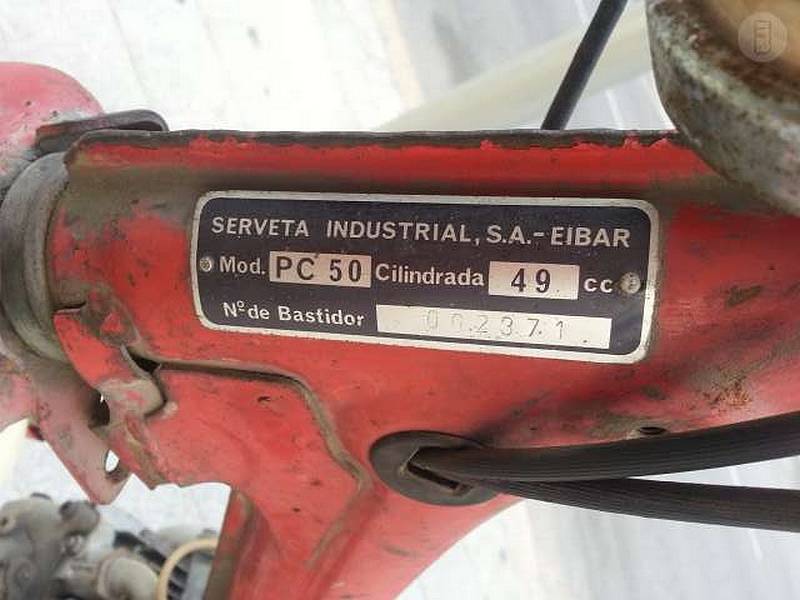 SERVETA INDUSTRIAL, S.A.-EIBAR
Mod. PC 50 Cilindrada 49 cc
Nº de Bastidor 002371